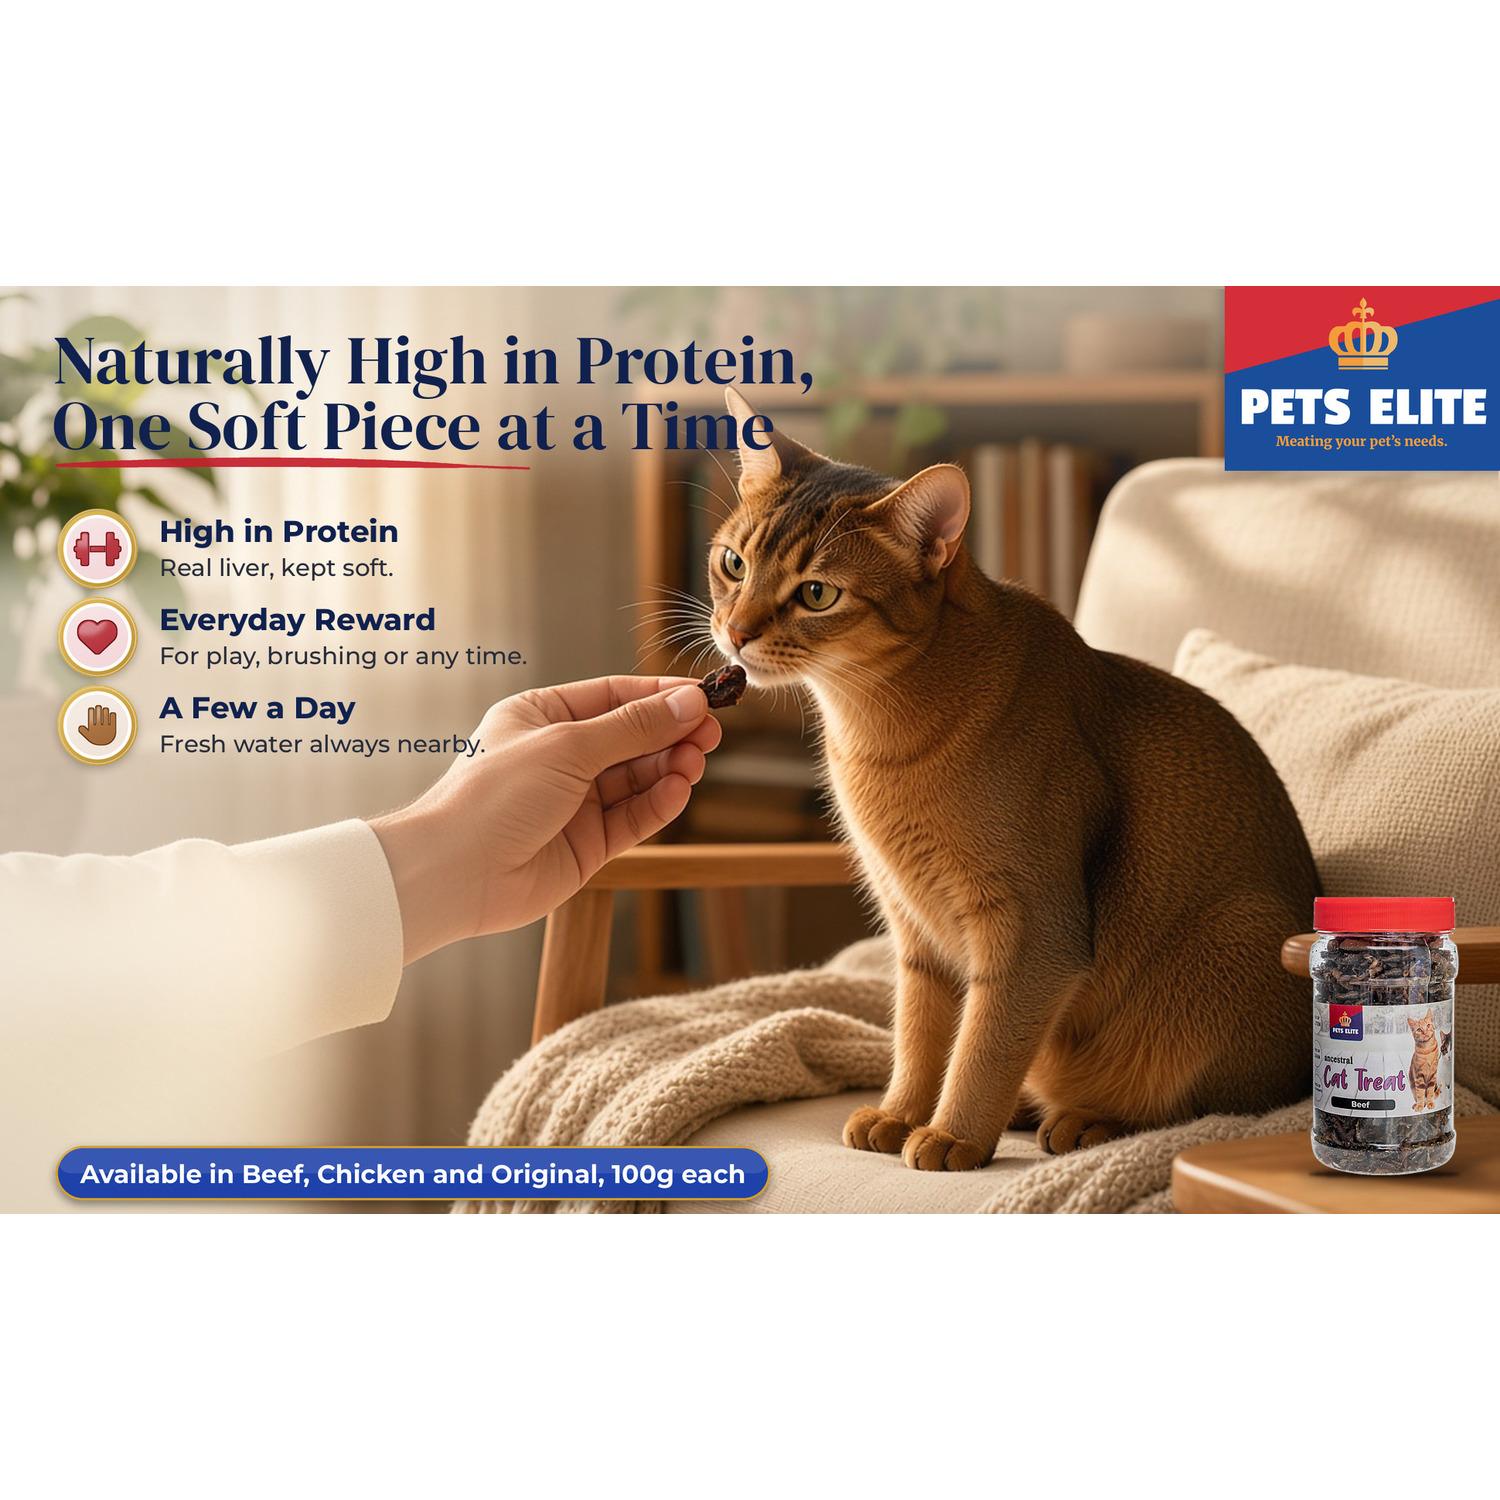 Naturally High in Protein,
One Soft Piece at a Time
High in Protein
Real liver, kept soft.
Everyday Reward
For play, brushing or any time.
A Few a Day
Fresh water always nearby.
Available in Beef, Chicken and Original, 100g each
PETS ELITE
Meating your pet's needs.
PETS ELITE
ancestral
Cat Treat
Beef